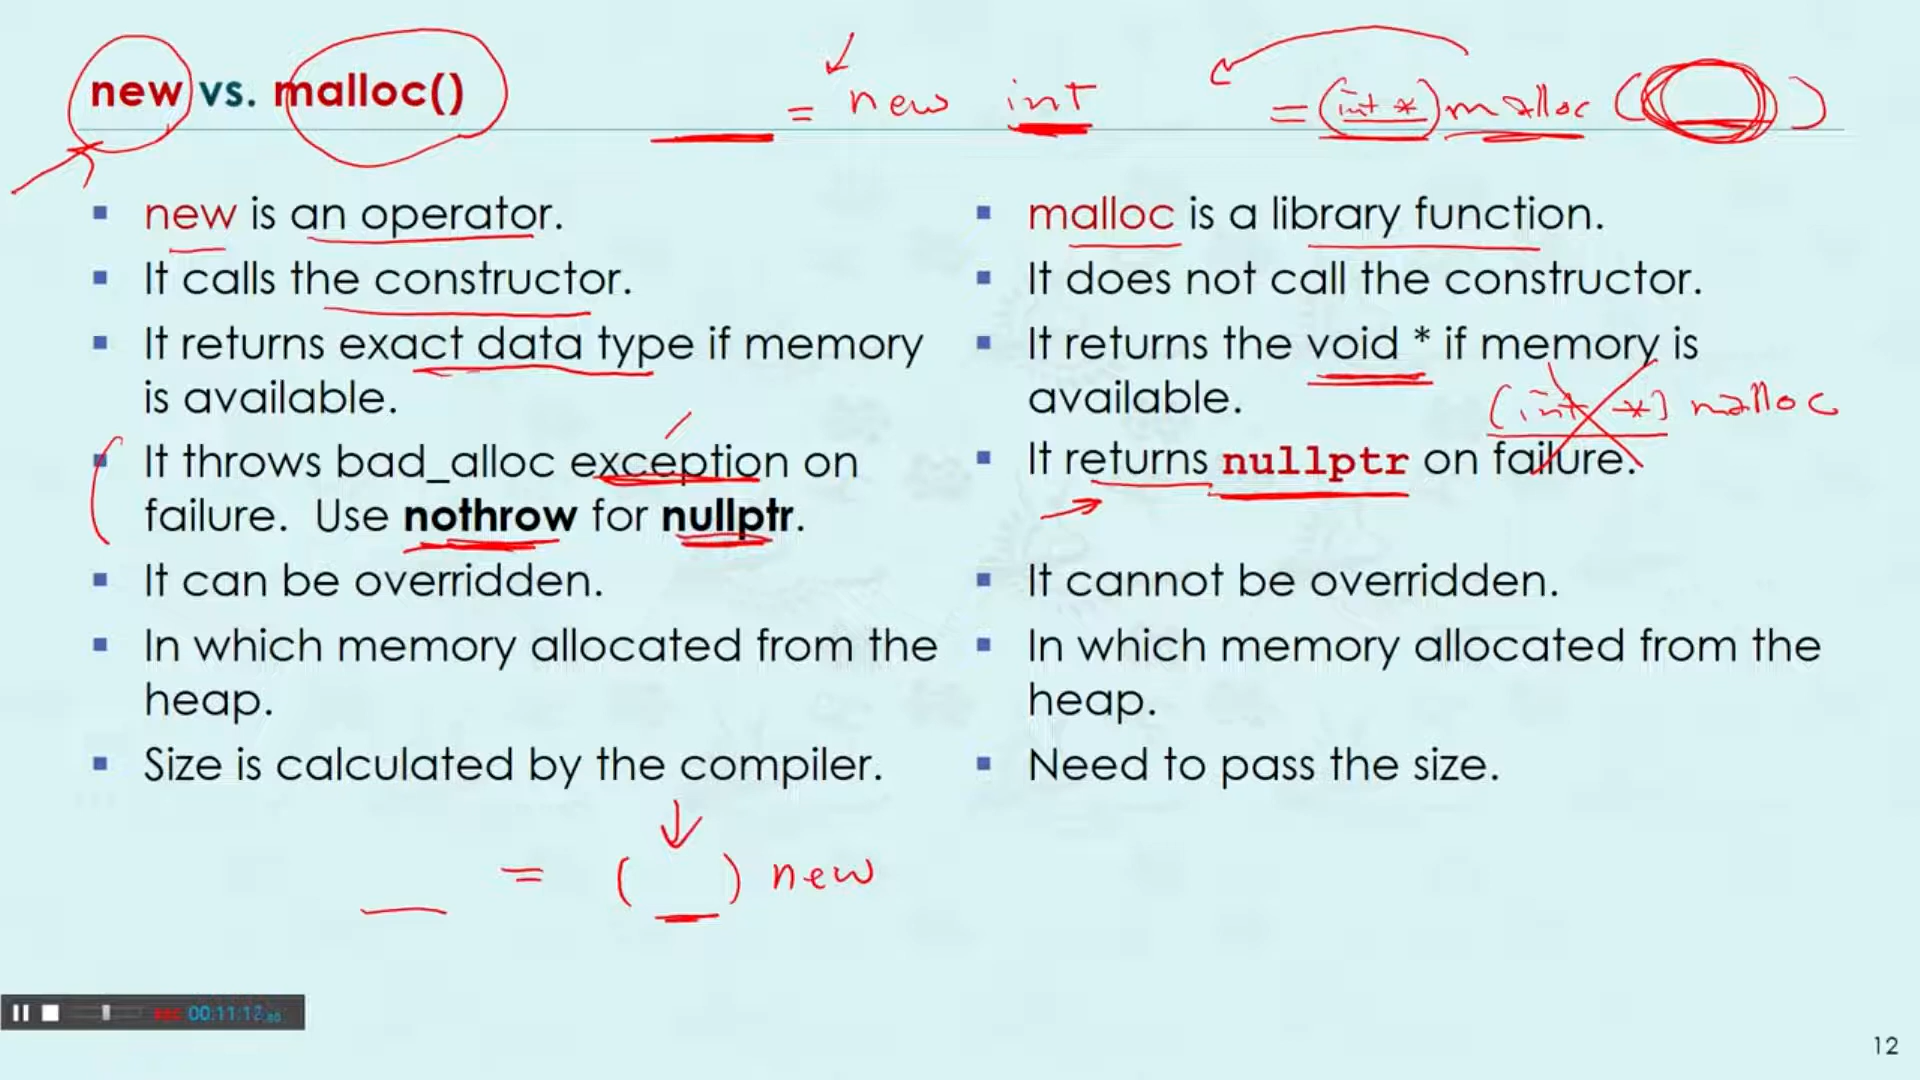 new vs. malloc()
= new int
= (int *) malloc ( )
▪ new is an operator.
▪ It calls the constructor.
▪ It returns exact data type if memory
is available.
▪ It throws bad_alloc exception on
failure. Use nothrow for nullptr.
▪ It can be overridden.
▪ In which memory allocated from the
heap.
▪ Size is calculated by the compiler.
= ( ) new
▪ malloc is a library function.
▪ It does not call the constructor.
▪ It returns the void * if memory is
available.
(int *) malloc
▪ It returns nullptr on failure.
▪ It cannot be overridden.
▪ In which memory allocated from the
heap.
▪ Need to pass the size.
12